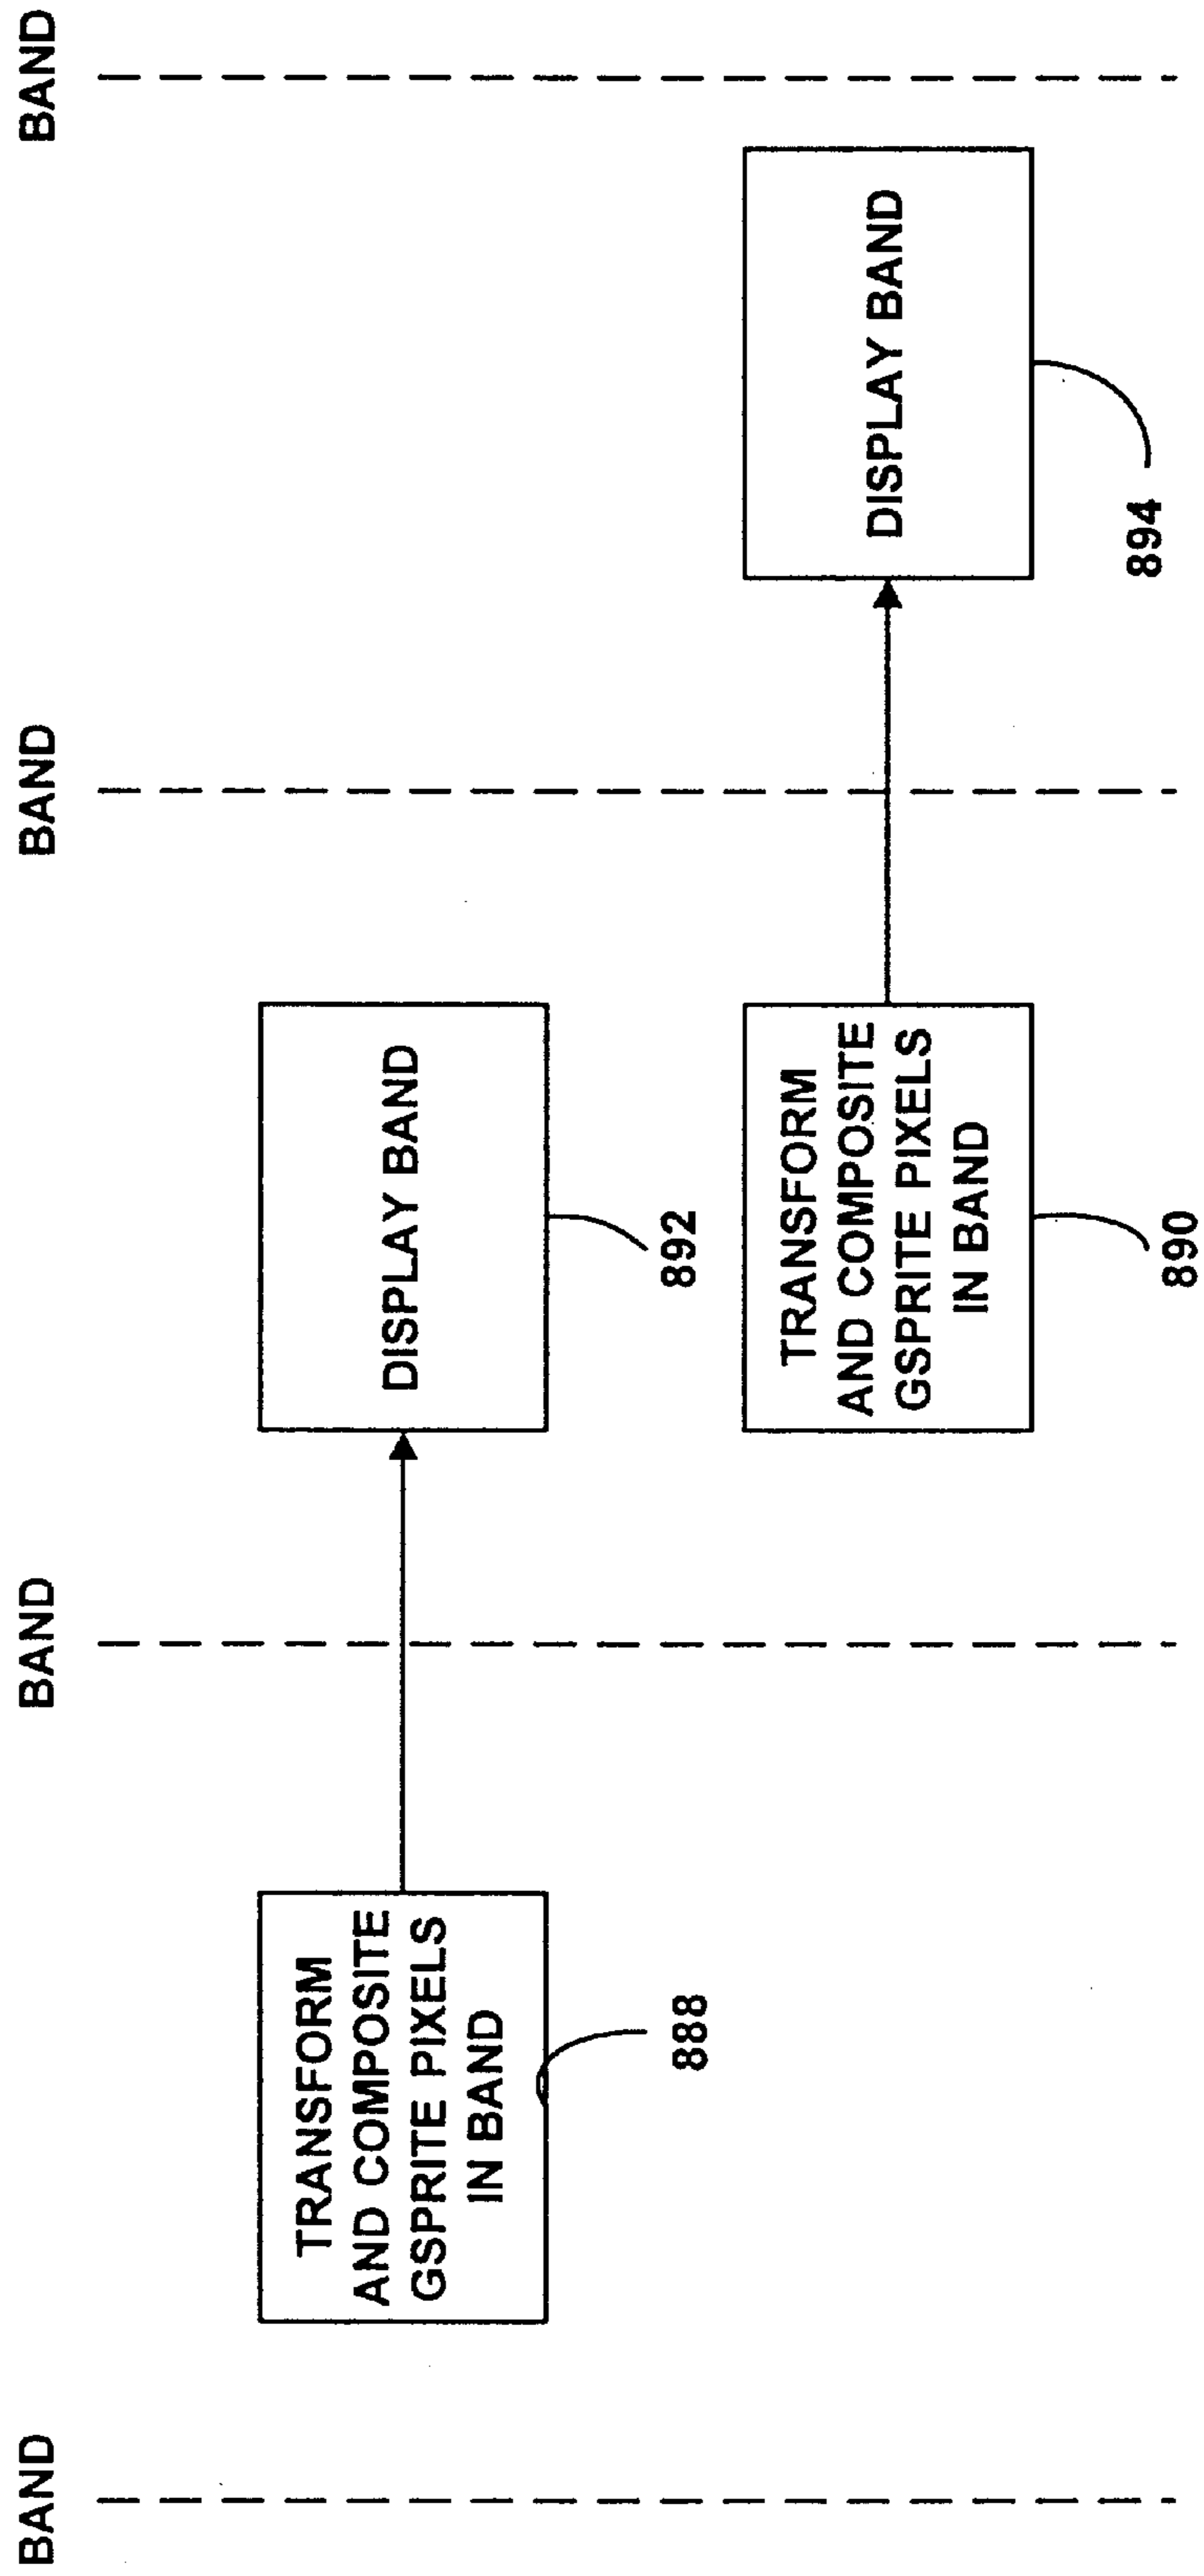 BAND
BAND
BAND
BAND
TRANSFORM
AND COMPOSITE
GSPRITE PIXELS
IN BAND
888
DISPLAY BAND
892
TRANSFORM
AND COMPOSITE
GSPRITE PIXELS
IN BAND
890
DISPLAY BAND
894